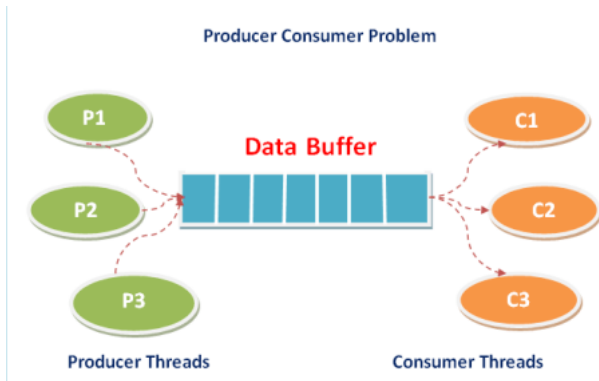 Producer Consumer Problem
P1
C1
Data Buffer
P2
C2
P3
C3
Producer Threads
Consumer Threads